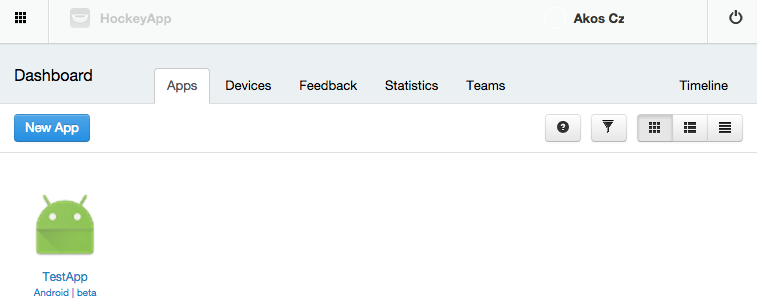 HockeyApp
Akos Cz
Dashboard
Apps
Devices
Feedback
Statistics
Teams
Timeline
New App
?
TestApp
Android | beta